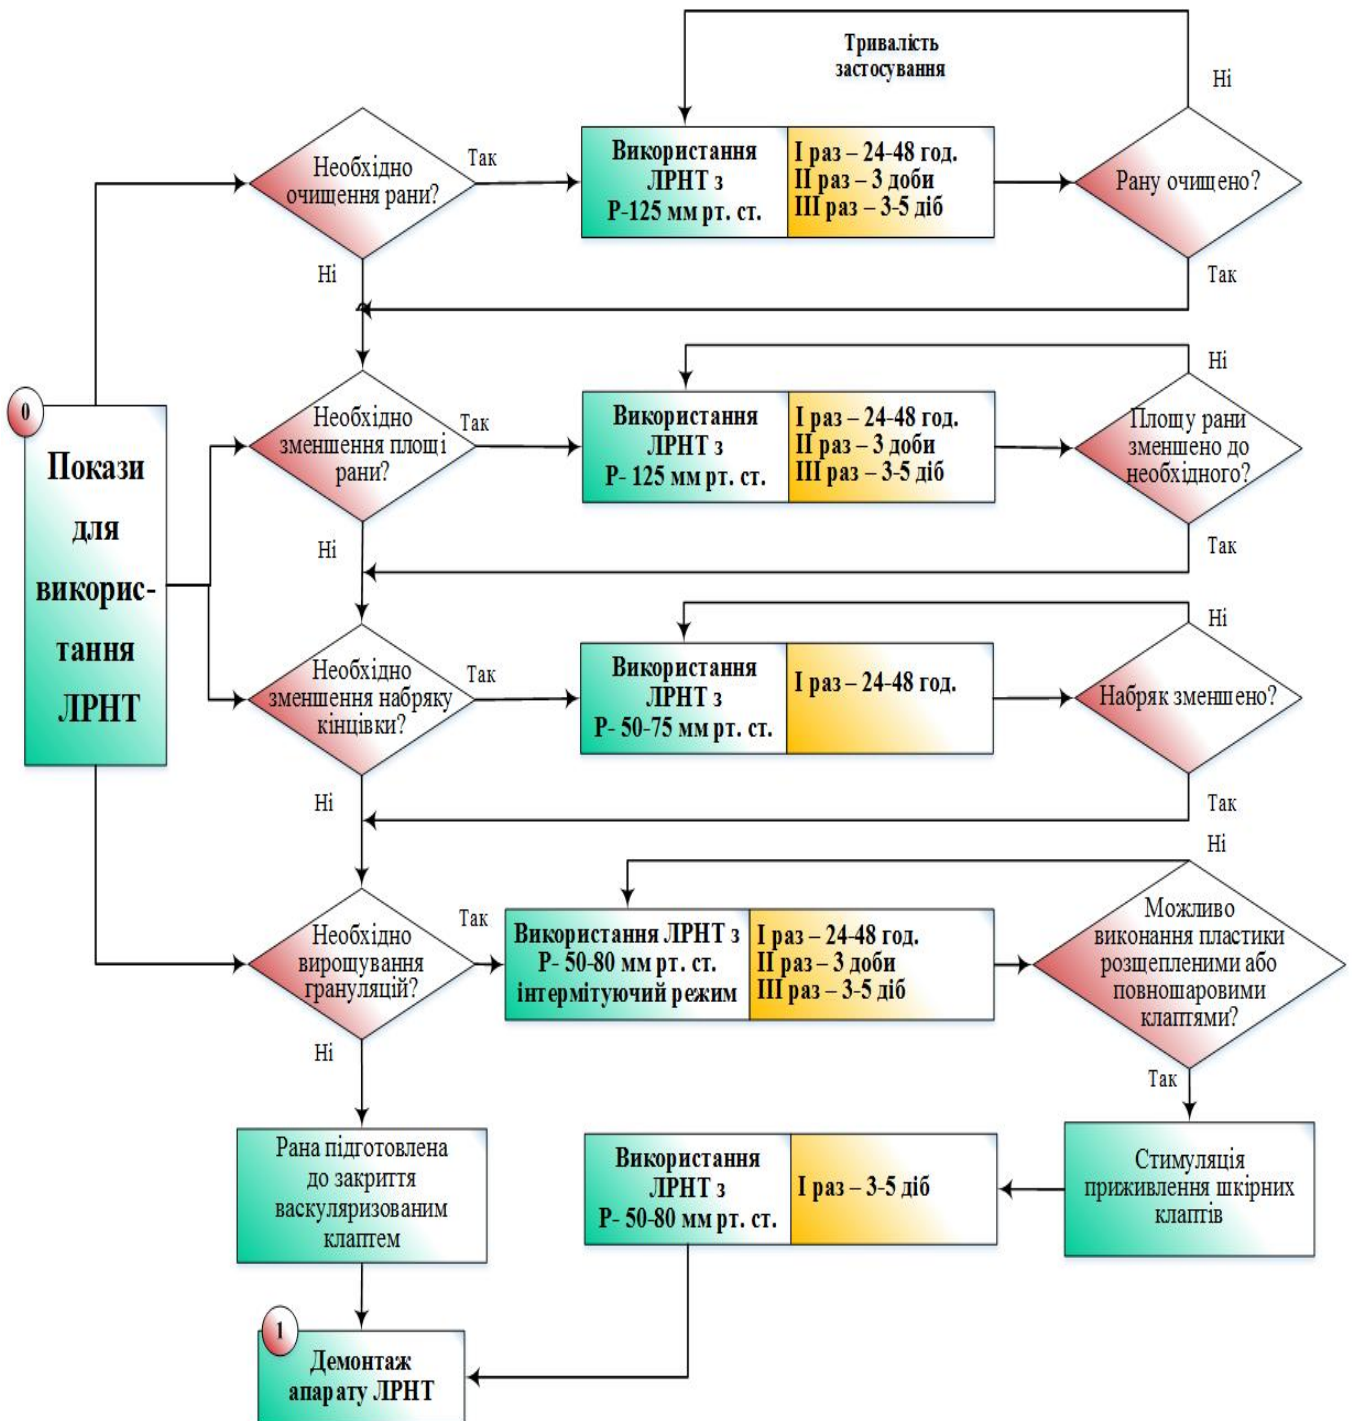 Тривалість
застосування
Ні
Необхідно
очищення рани?
Так
Використання
ЛРНТ з
Р-125 мм рт. ст.
І раз – 24-48 год.
ІІ раз – 3 доби
ІІІ раз – 3-5 діб
Рану очищено?
Ні
Так
0
Покази
для
викорис-
тання
ЛРНТ
Необхідно
зменшення площі
рани?
Так
Використання
ЛРНТ з
Р- 125 мм рт. ст.
І раз – 24-48 год.
ІІ раз – 3 доби
ІІІ раз – 3-5 діб
Ні
Площу рани
зменшено до
необхідного?
Ні
Так
Необхідно
зменшення набряку
кінцівки?
Так
Використання
ЛРНТ з
Р- 50-75 мм рт. ст.
І раз – 24-48 год.
Ні
Набряк зменшено?
Ні
Так
Необхідно
вирощування
грануляцій?
Так
Використання ЛРНТ з
Р- 50-80 мм рт. ст.
інтермітуючий режим
І раз – 24-48 год.
ІІ раз – 3 доби
ІІІ раз – 3-5 діб
Ні
Можливо
виконання пластики
розщепленими або
повношаровими
клаптями?
Ні
Так
Рана підготовлена
до закриття
васкуляризованим
клаптем
Використання
ЛРНТ з
Р- 50-80 мм рт. ст.
І раз – 3-5 діб
Стимуляція
приживлення шкірних
клаптів
1
Демонтаж
апарату ЛРНТ